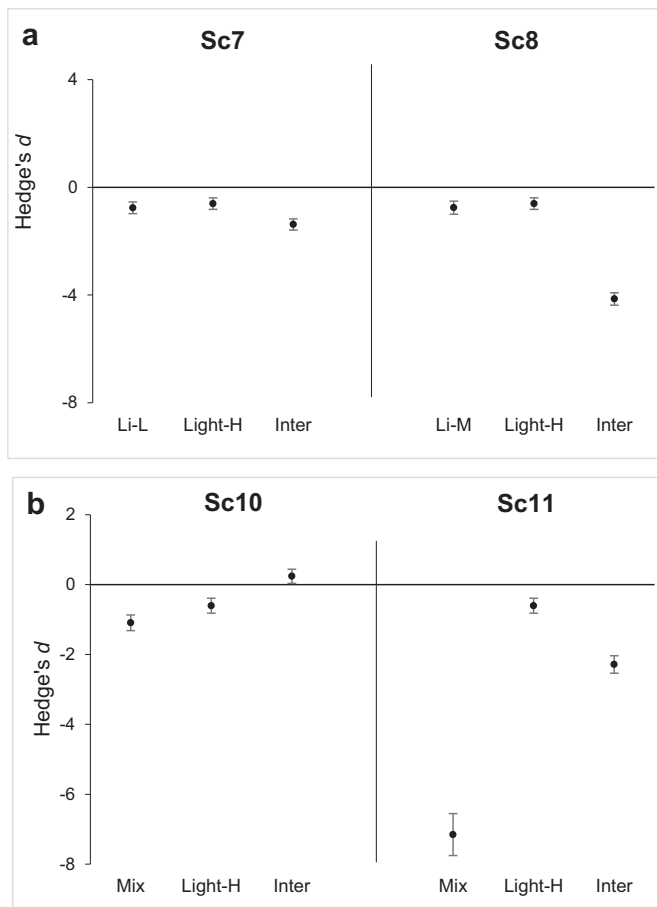 a
Sc7 Sc8
4
0
-4
-8
Hedge's d
Li-L Light-H Inter Li-M Light-H Inter
b
Sc10 Sc11
2
0
-2
-4
-6
-8
Hedge's d
Mix Light-H Inter Mix Light-H Inter